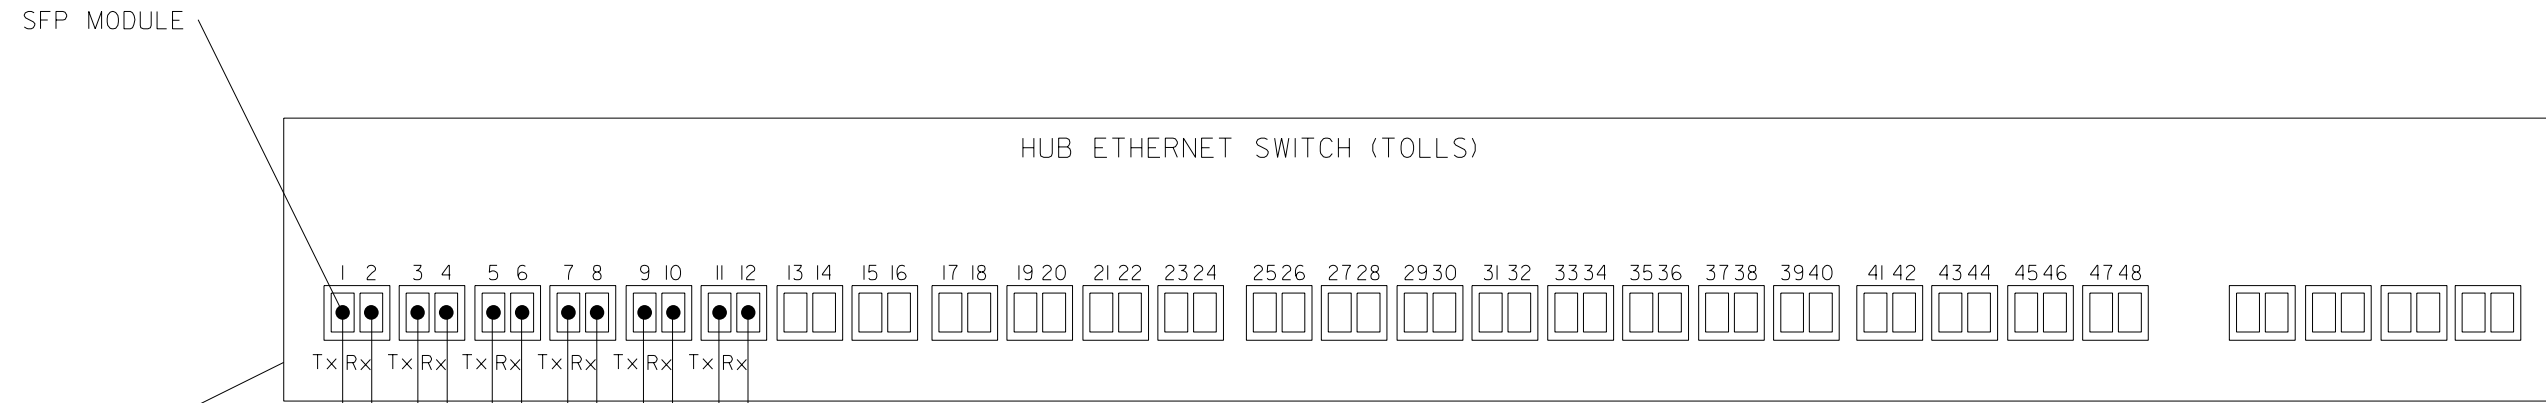 SFP MODULE
HUB ETHERNET SWITCH (TOLLS)
1 2 3 4 5 6 7 8 9 10 11 12 13 14 15 16 17 18 19 20 21 22 23 24 25 26 27 28 29 30 31 32 33 34 35 36 37 38 39 40 41 42 43 44 45 46 47 48
Tx Rx Tx Rx Tx Rx Tx Rx Tx Rx Tx Rx